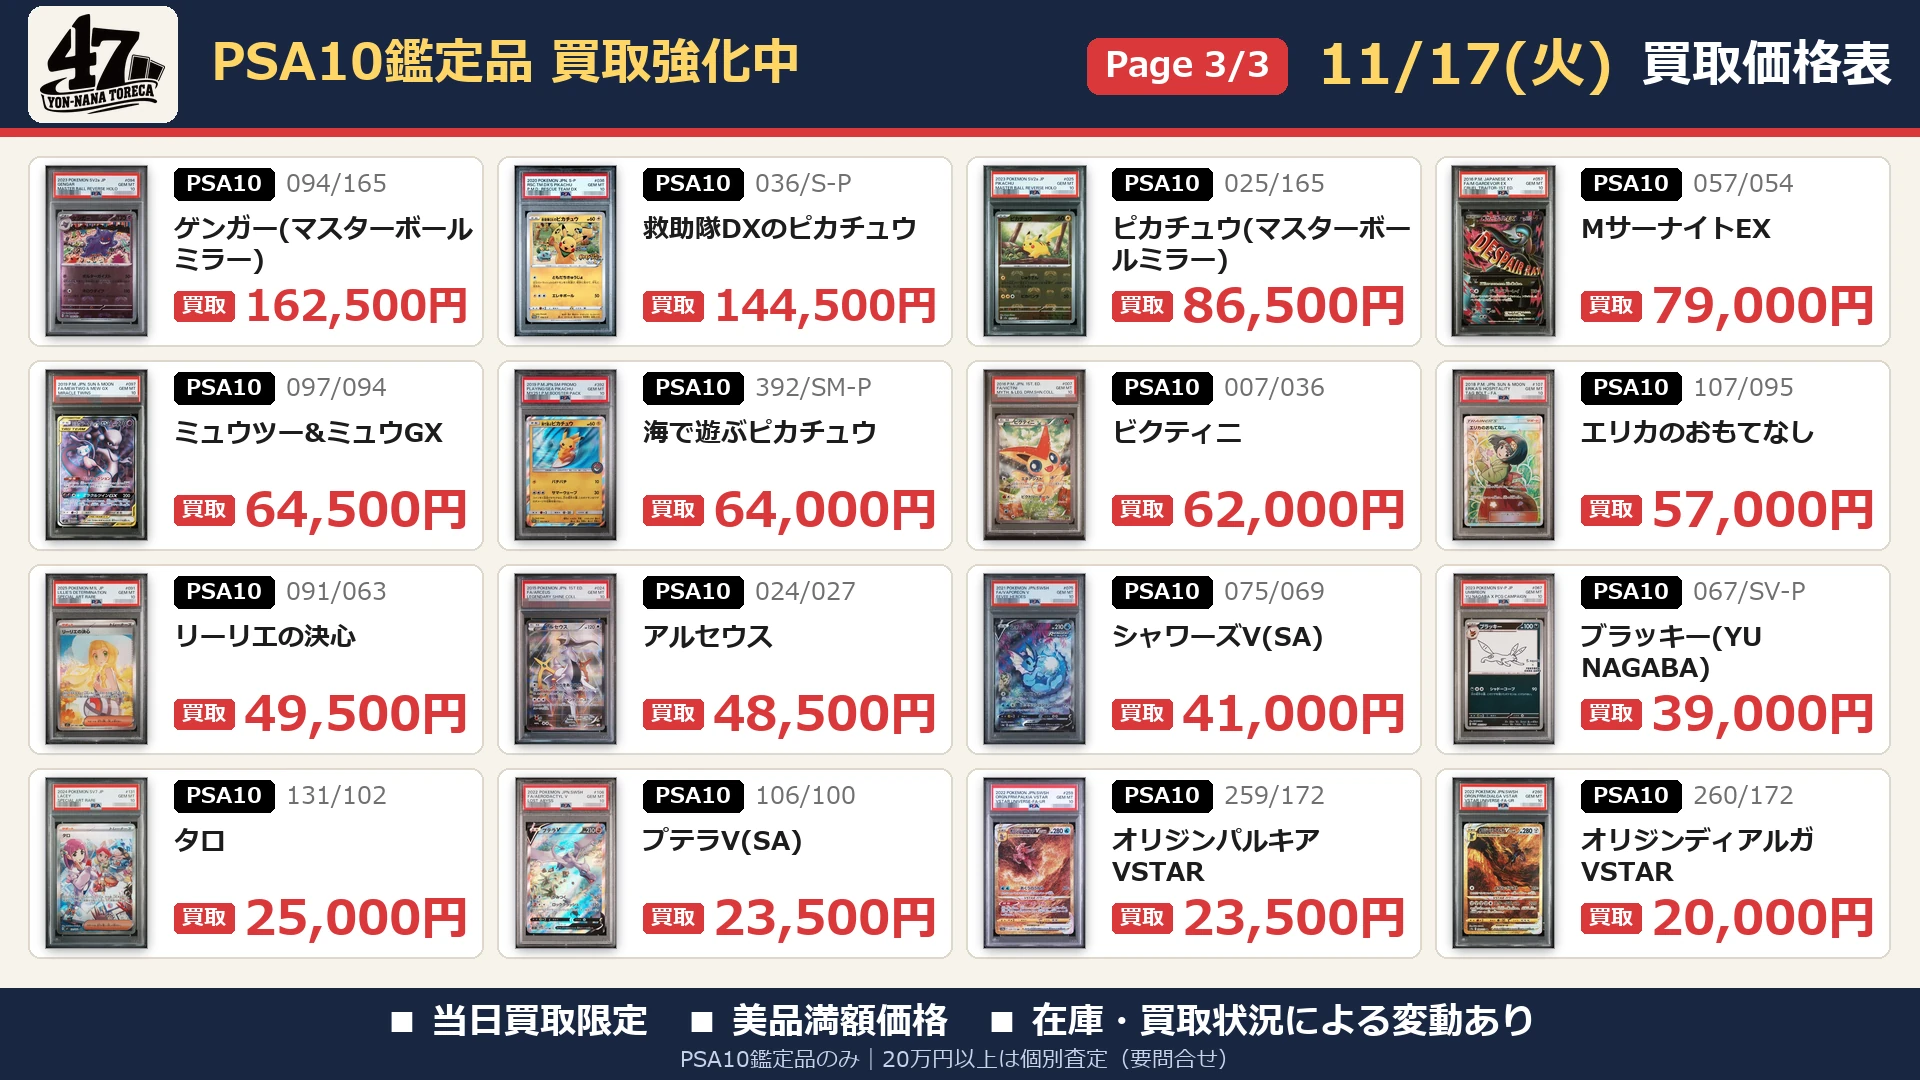 47
YON-NANA TORECA
PSA10鑑定品 買取強化中
Page 3/3
11/17(火) 買取価格表
PSA10 094/165
ゲンガー(マスターボール
ミラー)
買取 162,500円
PSA10 036/S-P
救助隊DXのピカチュウ
買取 144,500円
PSA10 025/165
ピカチュウ(マスターボー
ルミラー)
買取 86,500円
PSA10 057/054
MサーナイトEX
買取 79,000円
PSA10 097/094
ミュウツー&ミュウGX
買取 64,500円
PSA10 392/SM-P
海で遊ぶピカチュウ
買取 64,000円
PSA10 007/036
ビクティニ
買取 62,000円
PSA10 107/095
エリカのおもてなし
買取 57,000円
PSA10 091/063
リーリエの決心
買取 49,500円
PSA10 024/027
アルセウス
買取 48,500円
PSA10 075/069
シャワーズV(SA)
買取 41,000円
PSA10 067/SV-P
ブラッキー(YU
NAGABA)
買取 39,000円
PSA10 131/102
タロ
買取 25,000円
PSA10 106/100
プテラV(SA)
買取 23,500円
PSA10 259/172
オリジンパルキア
VSTAR
買取 23,500円
PSA10 260/172
オリジンディアルガ
VSTAR
買取 20,000円
■ 当日買取限定 ■ 美品満額価格 ■ 在庫・買取状況による変動あり
PSA10鑑定品のみ｜20万円以上は個別査定（要問合せ）